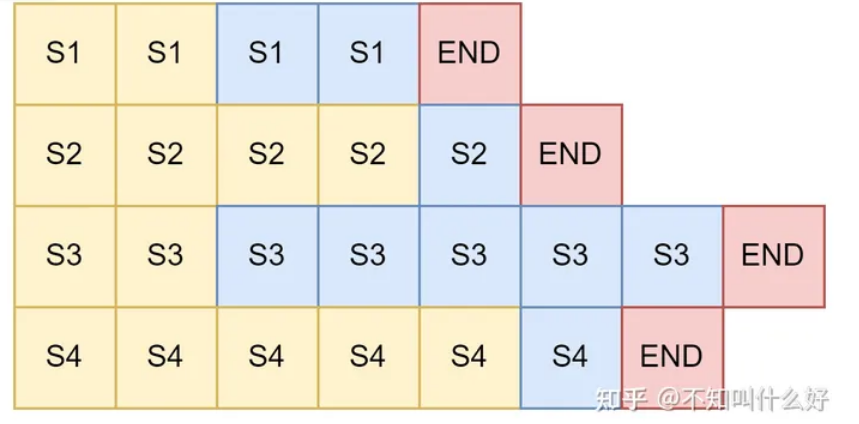 S1 S1 S1 S1 END
S2 S2 S2 S2 S2 END
S3 S3 S3 S3 S3 S3 S3 END
S4 S4 S4 S4 S4 S4 END
知乎 @不知叫什么好